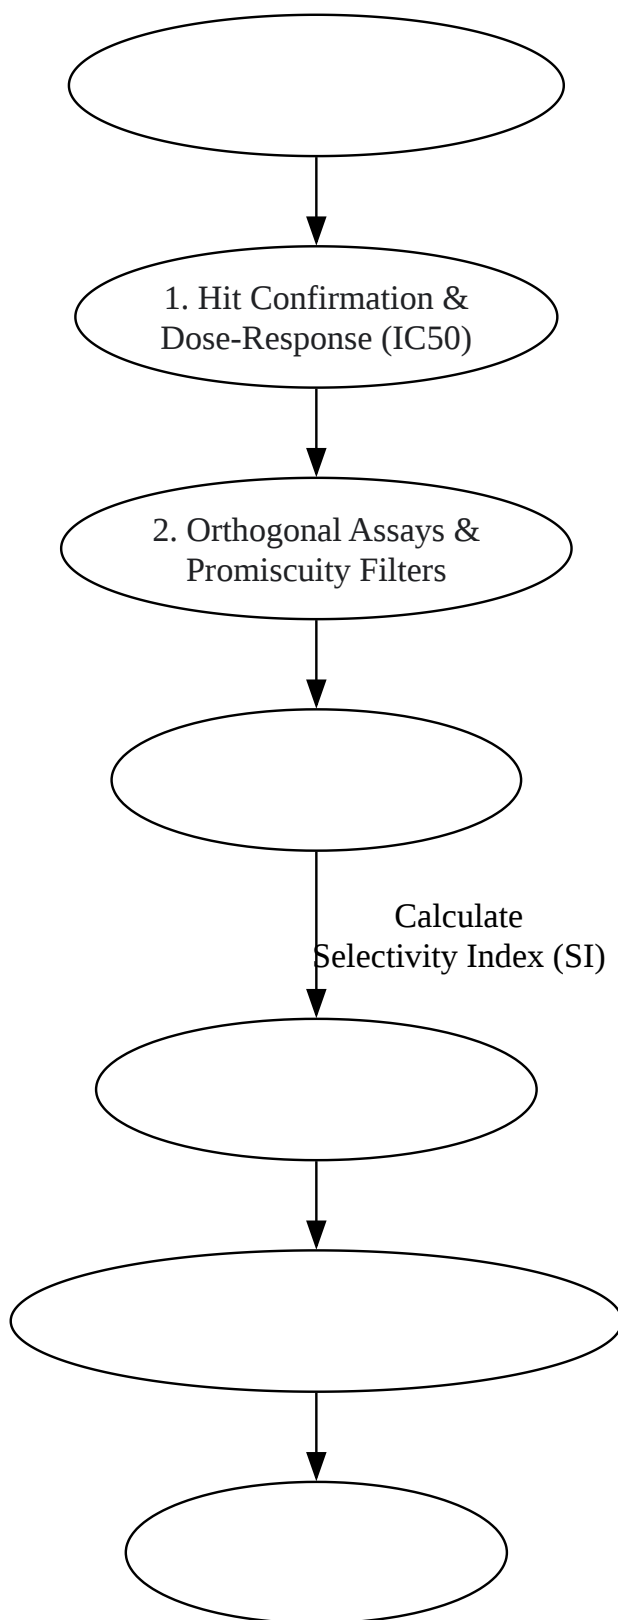 1. Hit Confirmation &
Dose-Response (IC50)
2. Orthogonal Assays &
Promiscuity Filters
Calculate
Selectivity Index (SI)